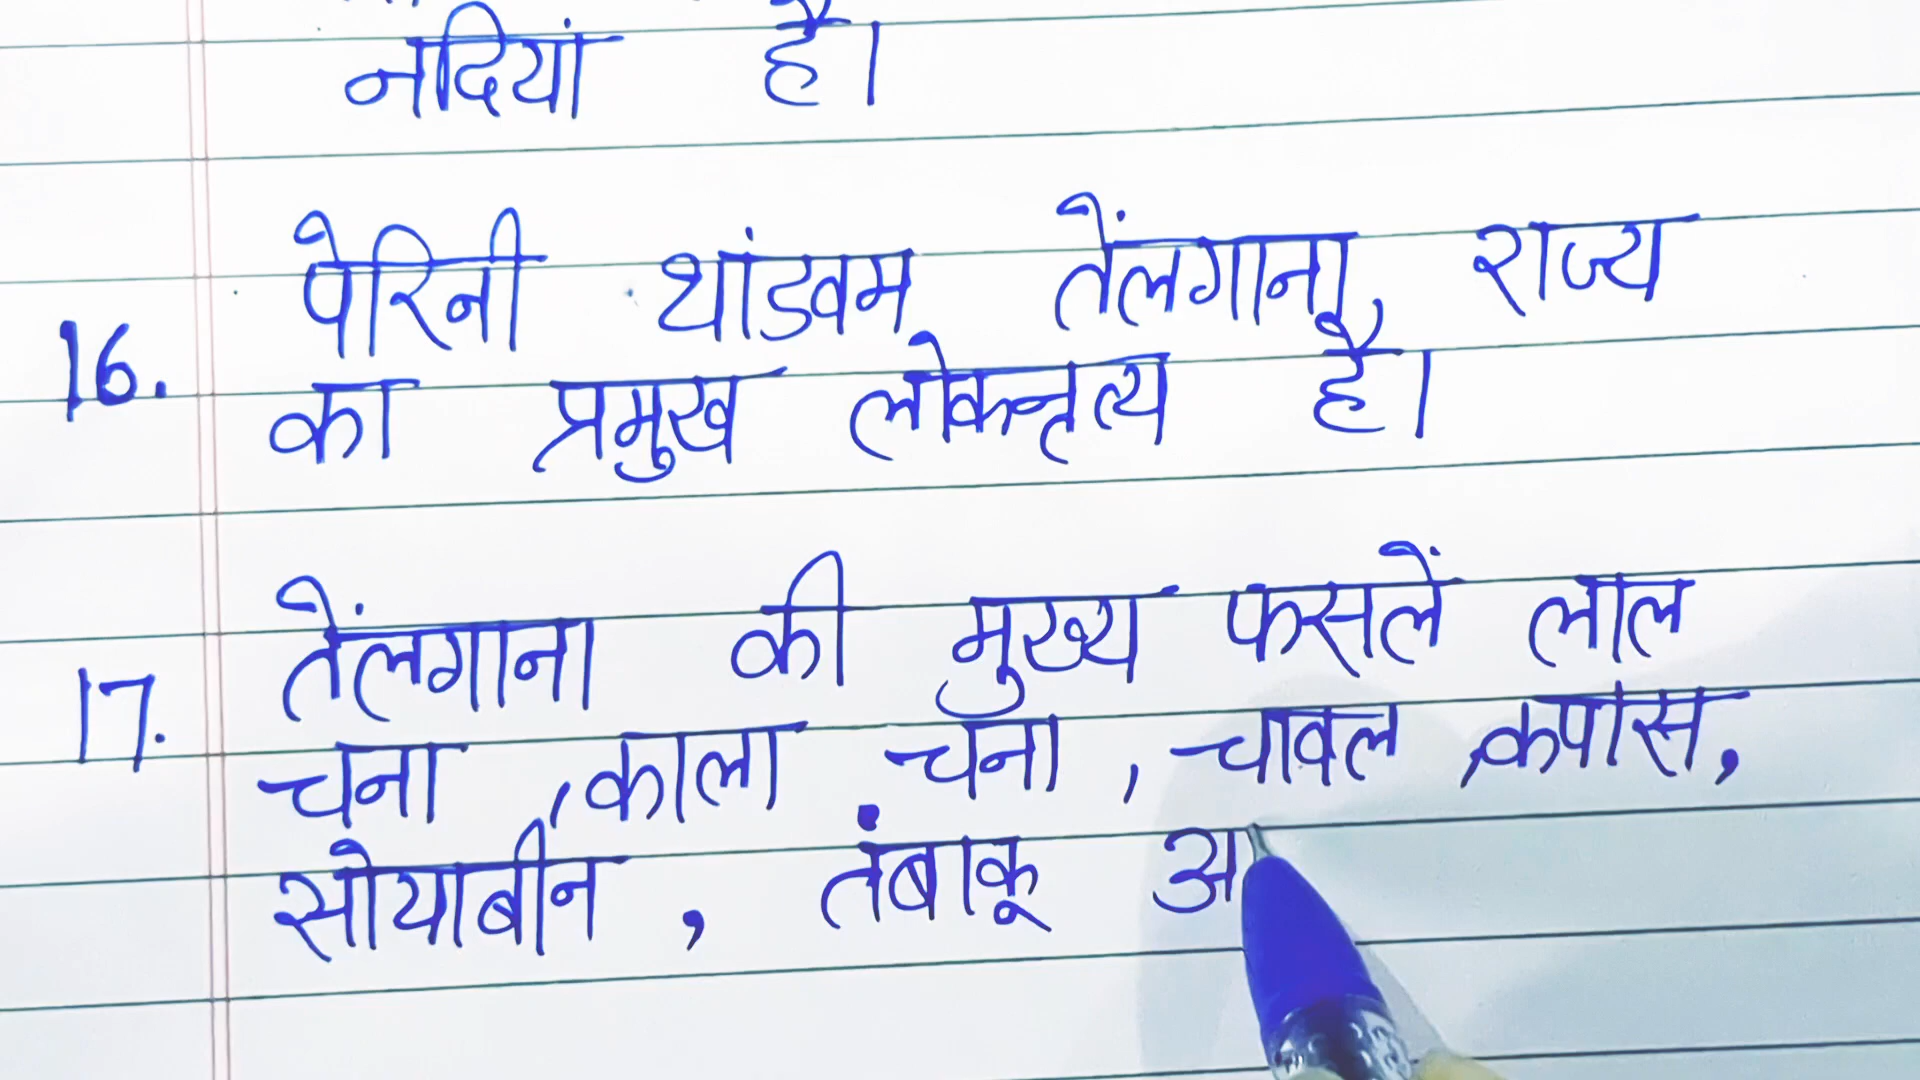 नदियां है।
16. पेरिनी थांडवम तेंलगाना राज्य
का प्रमुख लोकनृत्य है।
17. तेंलगाना की मुख्य फसलें लाल
चना , काला चना , चावल , कपास ,
सोयाबीन , तंबाकू अ